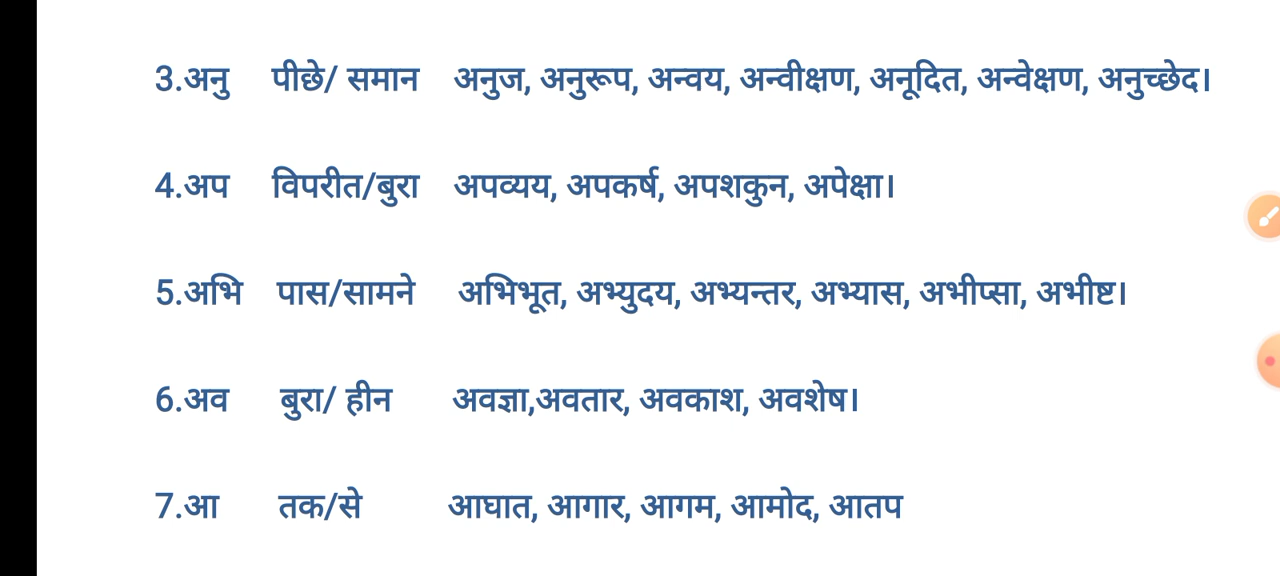 3.अनु पीछे/ समान अनुज, अनुरूप, अन्वय, अन्वीक्षण, अनूदित, अन्वेक्षण, अनुच्छेद।
4.अप विपरीत/बुरा अपव्यय, अपकर्ष, अपशकुन, अपेक्षा।
5.अभि पास/सामने अभिभूत, अभ्युदय, अभ्यन्तर, अभ्यास, अभीप्सा, अभीष्ट।
6.अव बुरा/ हीन अवज्ञा,अवतार, अवकाश, अवशेष।
7.आ तक/से आघात, आगार, आगम, आमोद, आतप